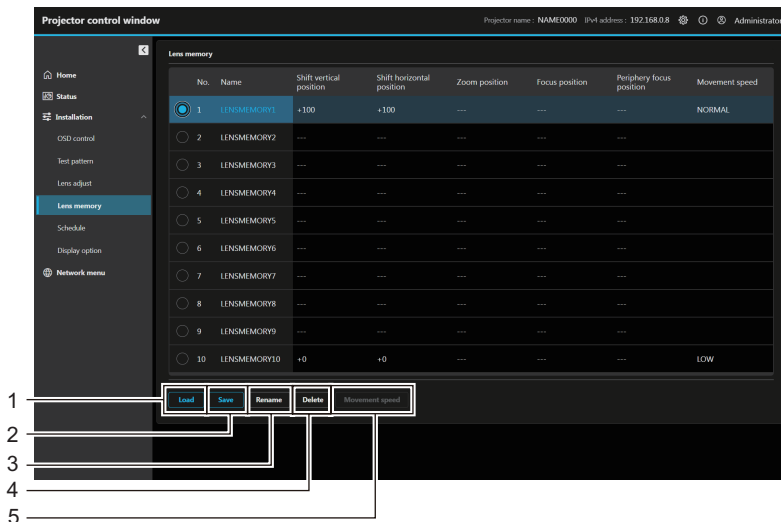 Projector control window
Projector name : NAME0000 IPv4 address : 192.168.0.8 Administrator
Home
Status
Installation
OSD control
Test pattern
Lens adjust
Lens memory
Schedule
Display option
Network menu
Lens memory
No. Name Shift vertical position Shift horizontal position Zoom position Focus position Periphery focus position Movement speed
1 LENSMEMORY1 +100 +100 --- --- --- NORMAL
2 LENSMEMORY2 --- --- --- --- ---
3 LENSMEMORY3 --- --- --- --- ---
4 LENSMEMORY4 --- --- --- --- ---
5 LENSMEMORY5 --- --- --- --- ---
6 LENSMEMORY6 --- --- --- --- ---
7 LENSMEMORY7 --- --- --- --- ---
8 LENSMEMORY8 --- --- --- --- ---
9 LENSMEMORY9 --- --- --- --- ---
10 LENSMEMORY10 +0 +0 --- --- --- LOW
Load Save Rename Delete Movement speed
1
2
3
4
5